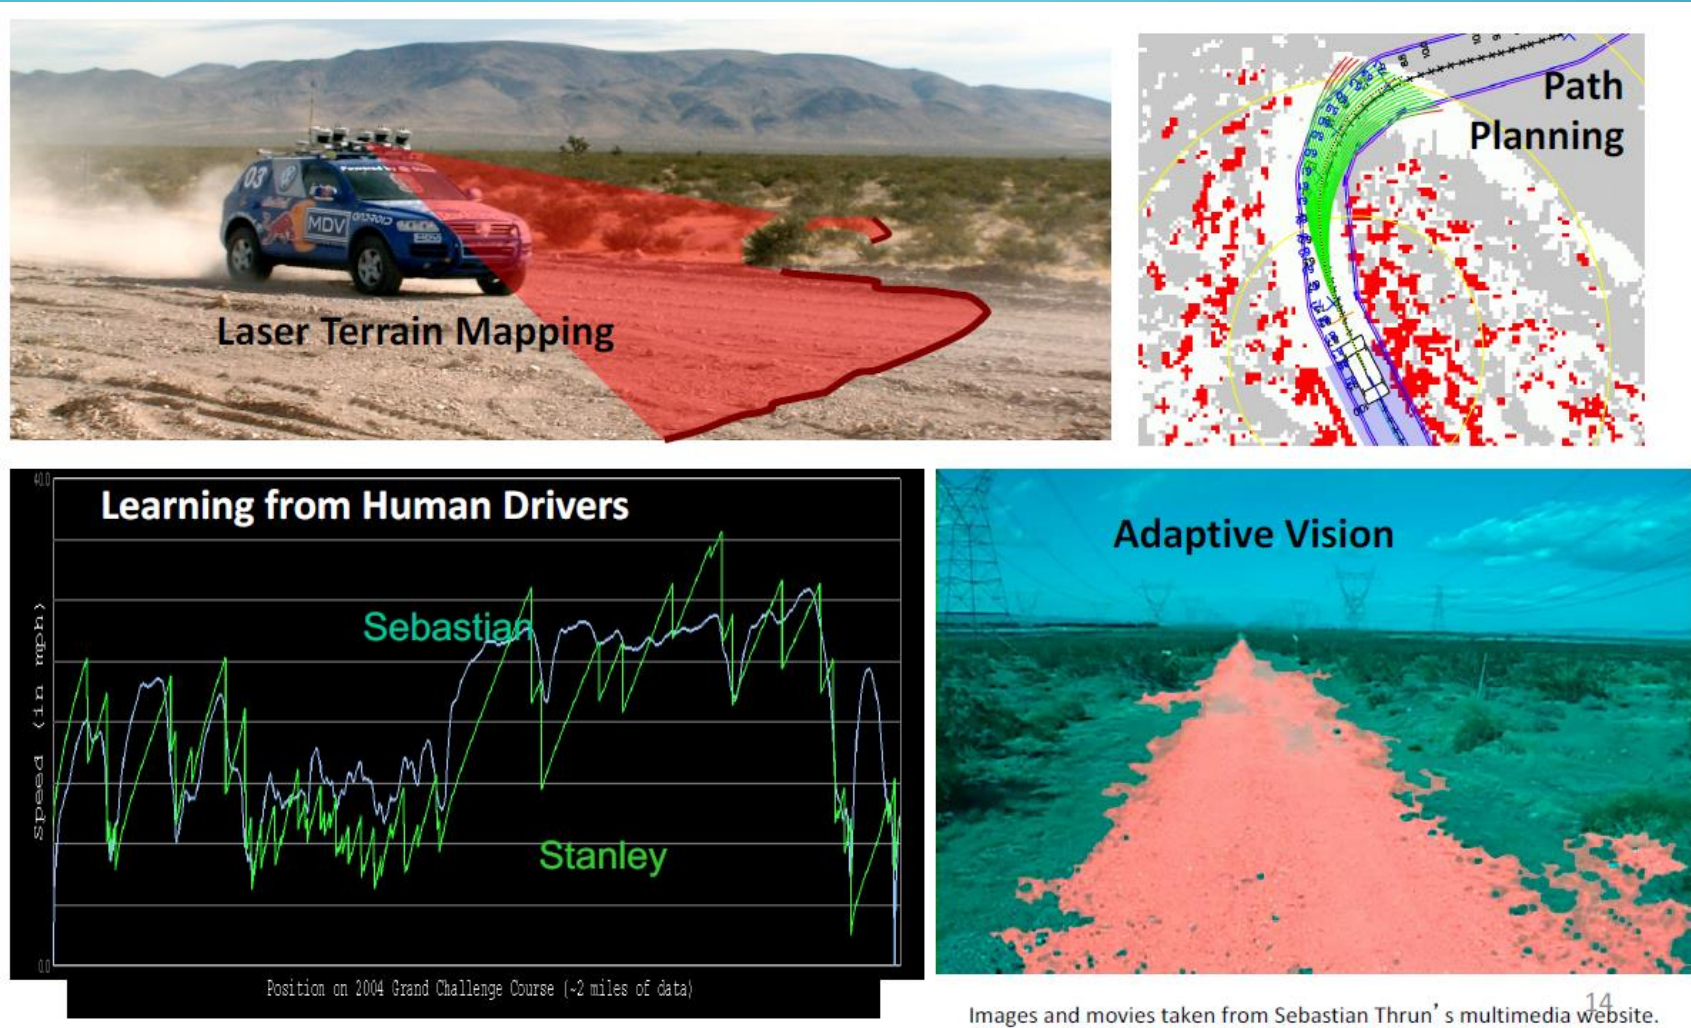 Path
Planning
03
MDV
Laser Terrain Mapping
Learning from Human Drivers
40.0
Sebastian
Speed (in mph)
Stanley
0.0
Position on 2004 Grand Challenge Course (~2 miles of data)
Adaptive Vision
14
Images and movies taken from Sebastian Thrun's multimedia website.